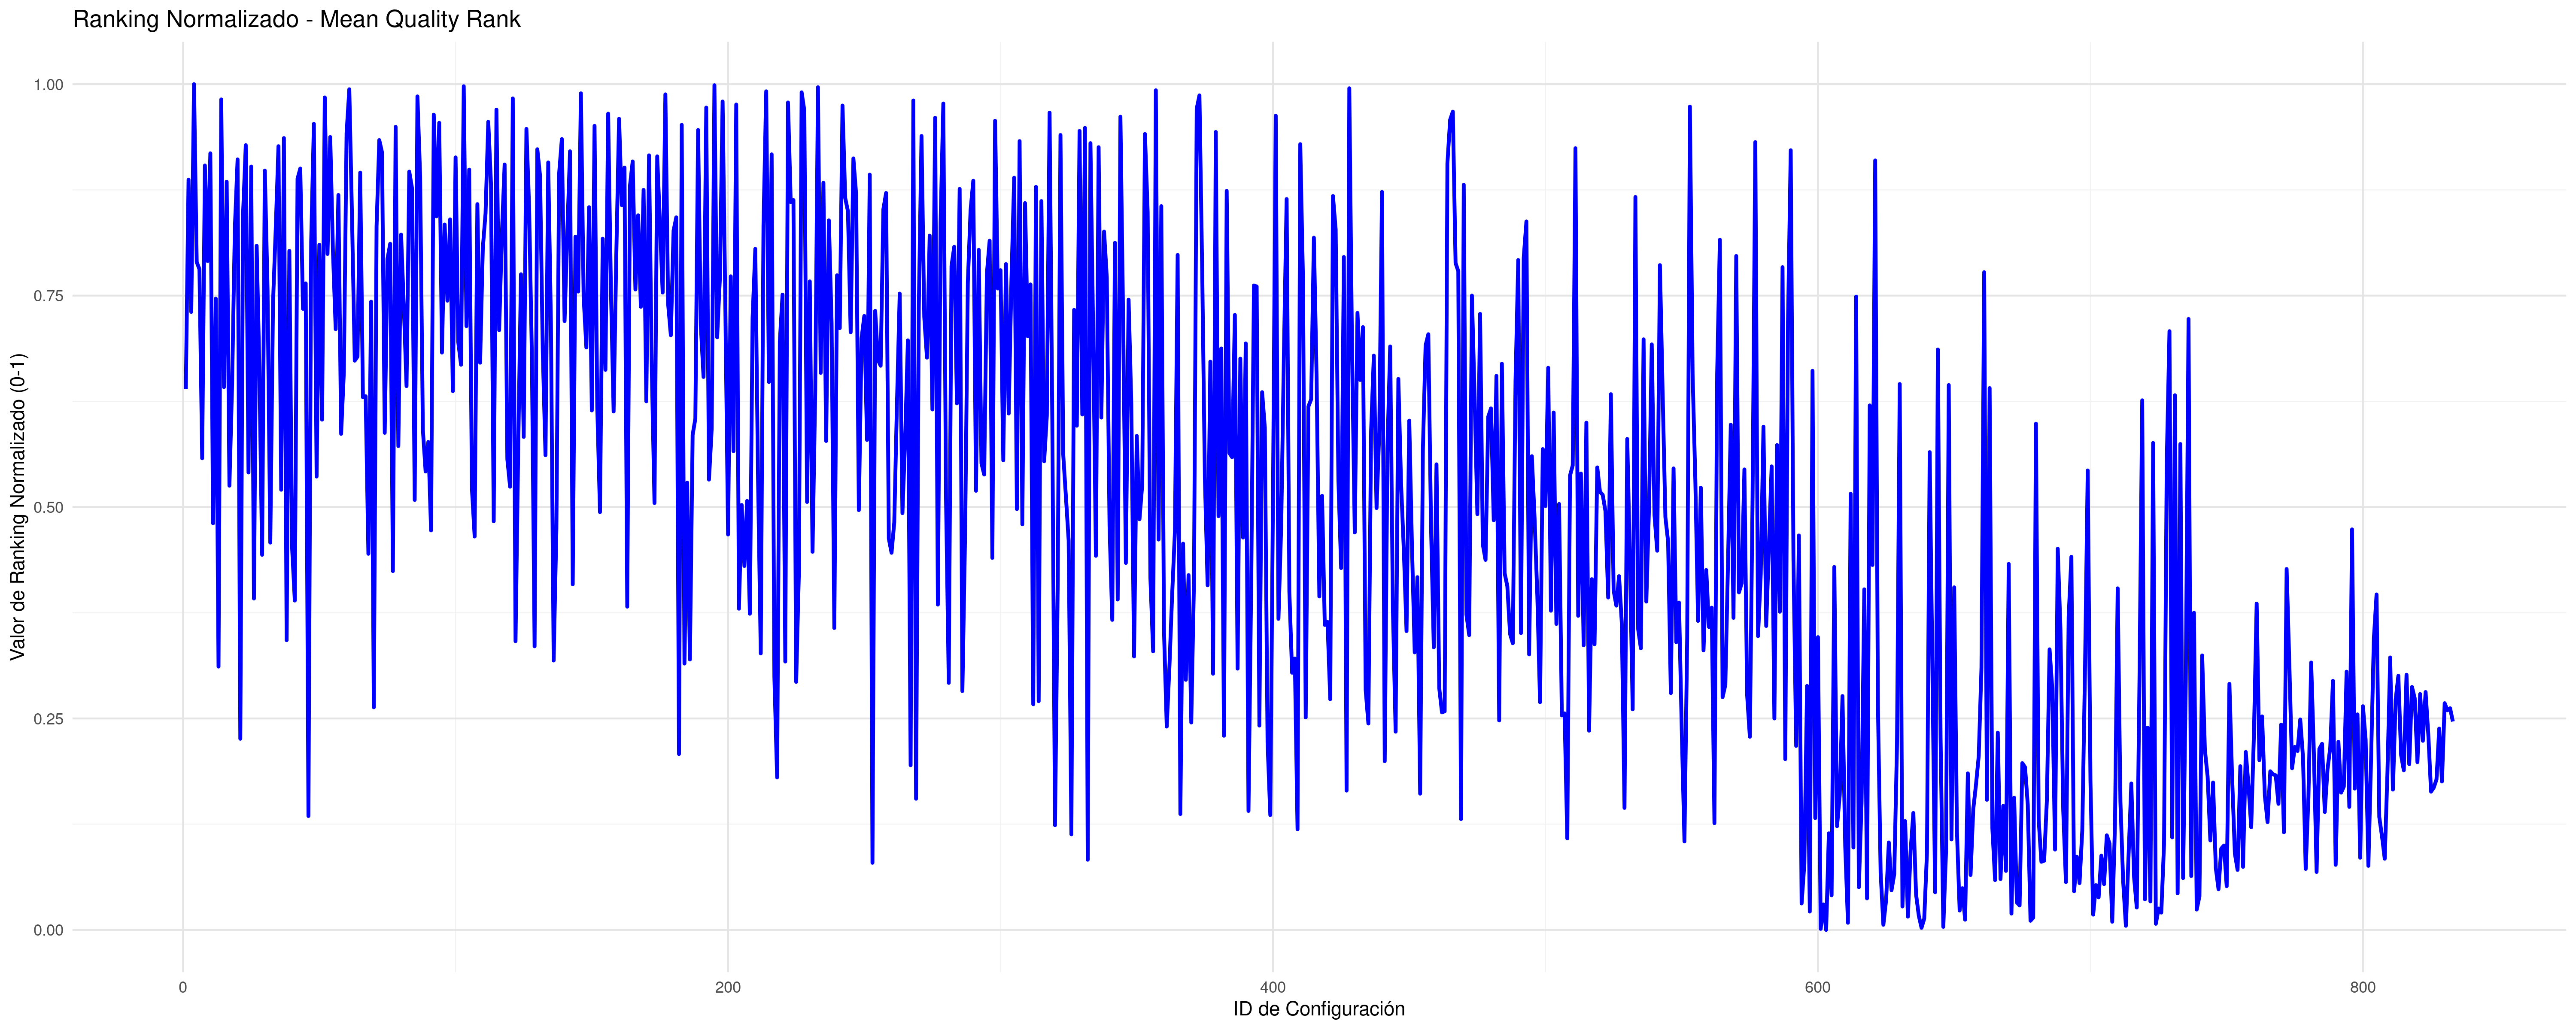 Ranking Normalizado - Mean Quality Rank
Valor de Ranking Normalizado (0-1)
1.00
0.75
0.50
0.25
0.00
0 200 400 600 800
ID de Configuración